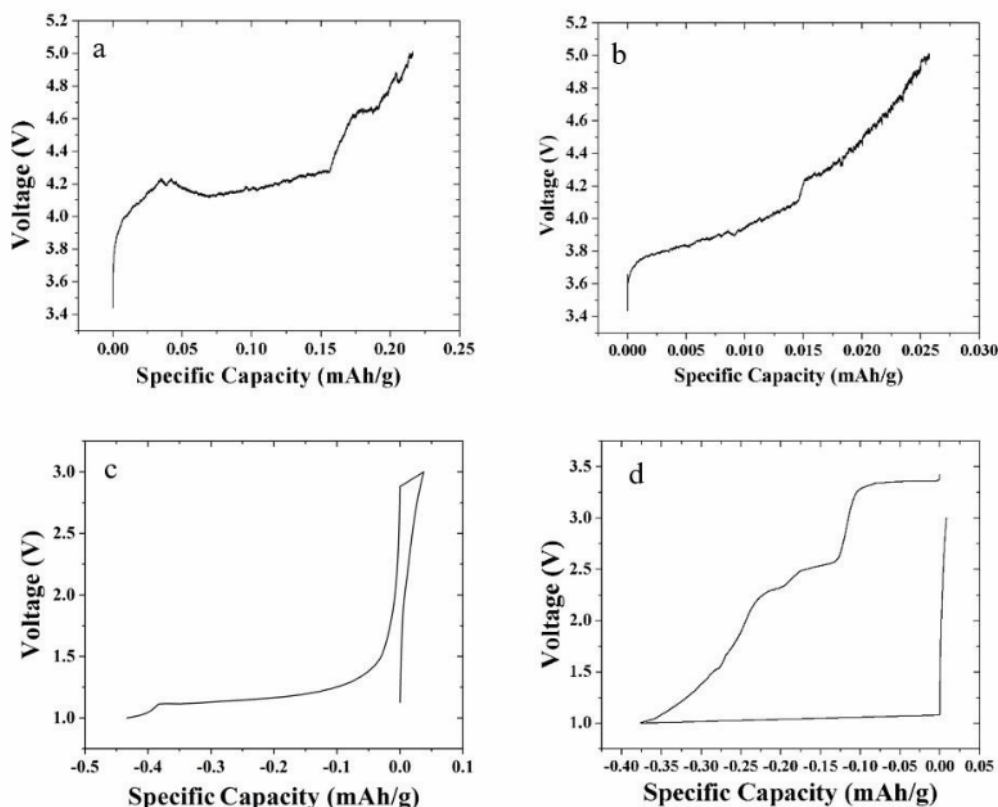 a
5.2
5.0
4.8
4.6
4.4
4.2
4.0
3.8
3.6
3.4
Voltage (V)
0.00 0.05 0.10 0.15 0.20 0.25
Specific Capacity (mAh/g)
b
5.2
5.0
4.8
4.6
4.4
4.2
4.0
3.8
3.6
3.4
Voltage (V)
0.000 0.005 0.010 0.015 0.020 0.025 0.030
Specific Capacity (mAh/g)
c
3.0
2.5
2.0
1.5
1.0
Voltage (V)
-0.5 -0.4 -0.3 -0.2 -0.1 0.0 0.1
Specific Capacity (mAh/g)
d
3.5
3.0
2.5
2.0
1.5
1.0
Voltage (V)
-0.40 -0.35 -0.30 -0.25 -0.20 -0.15 -0.10 -0.05 0.00 0.05
Specific Capacity (mAh/g)